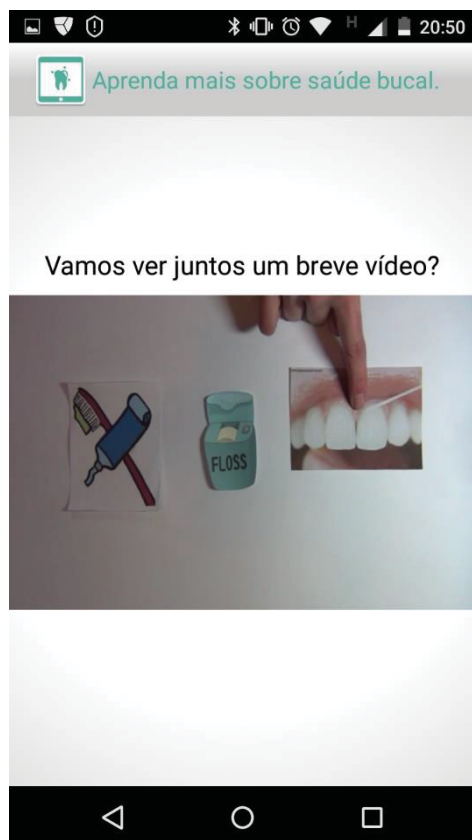 H 20:50
Aprenda mais sobre saúde bucal.
Vamos ver juntos um breve vídeo?
FLOSS